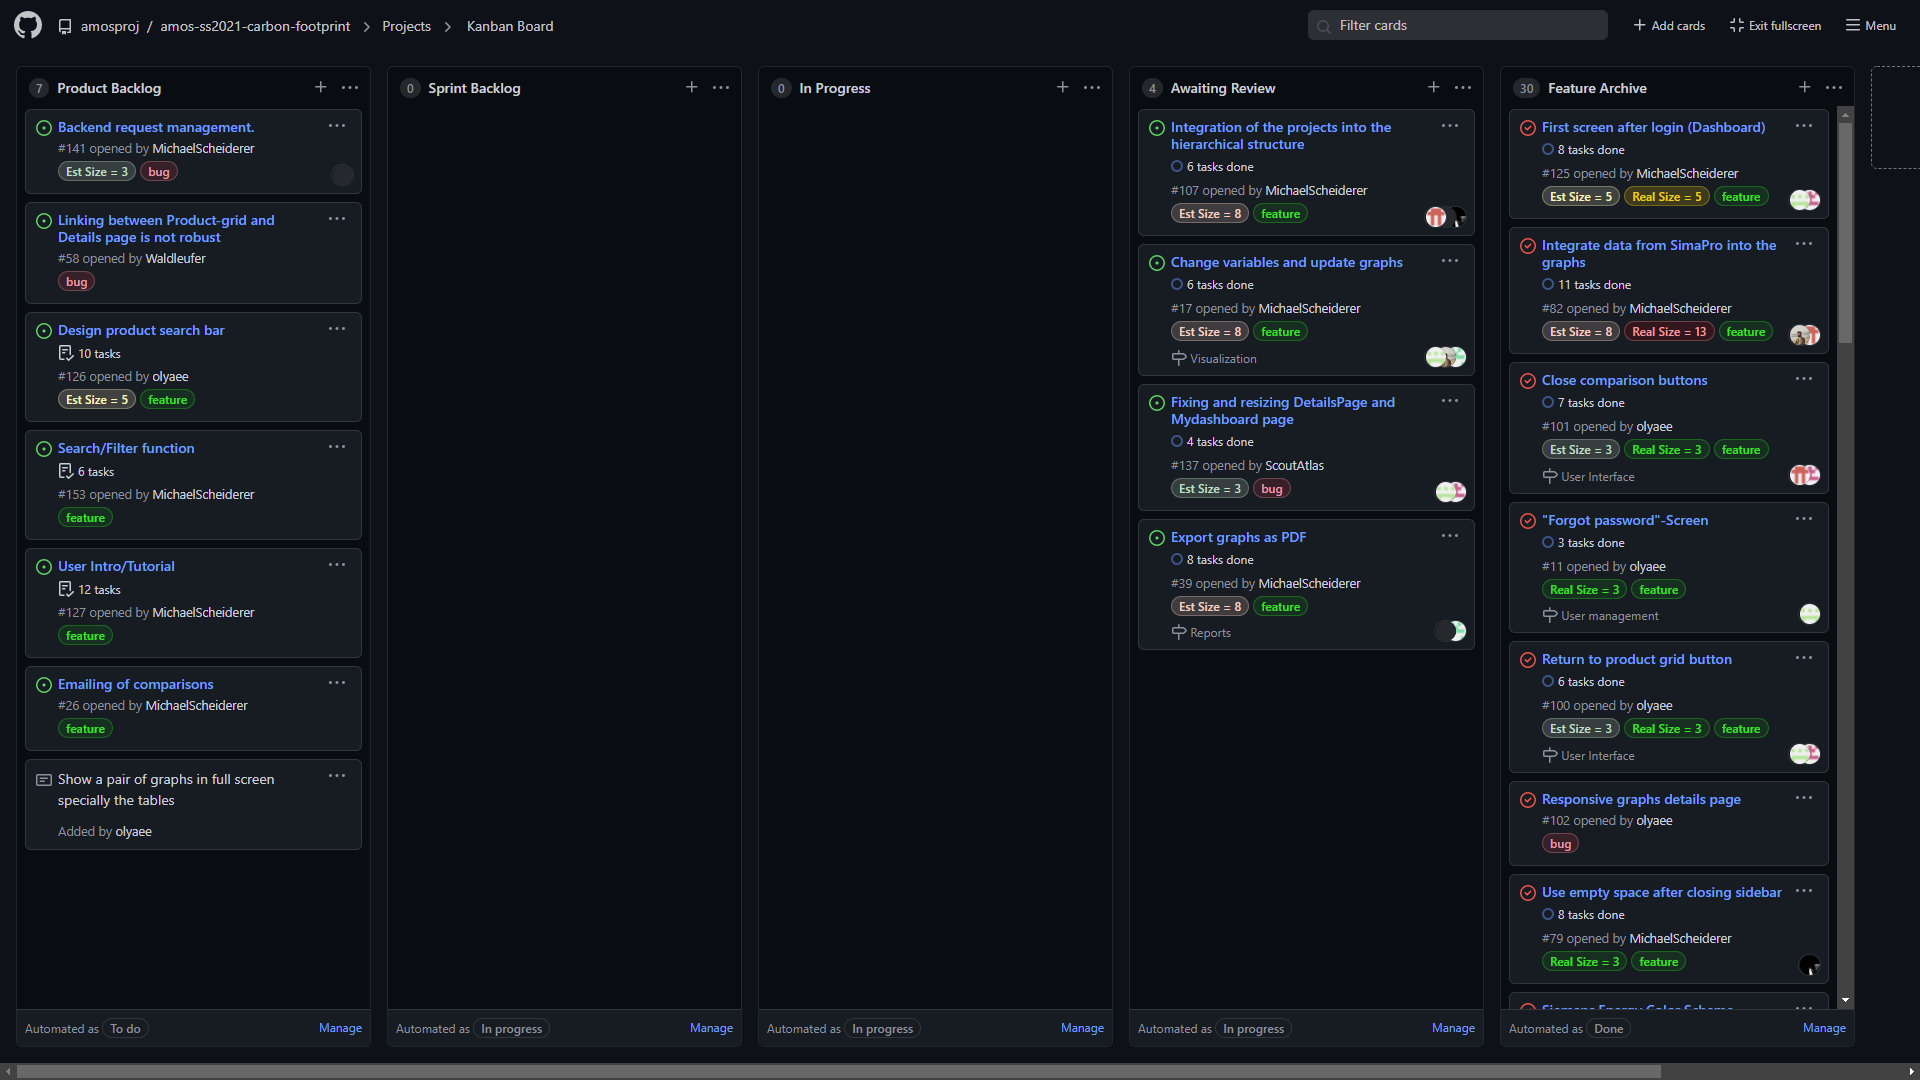 amosproj / amos-ss2021-carbon-footprint > Projects > Kanban Board
Filter cards
Add cards
Exit fullscreen
Menu
7 Product Backlog
Backend request management.
#141 opened by MichaelScheiderer
Est Size = 3 bug
Linking between Product-grid and
Details page is not robust
#58 opened by Waldleufer
bug
Design product search bar
10 tasks
#126 opened by olyaee
Est Size = 5 feature
Search/Filter function
6 tasks
#153 opened by MichaelScheiderer
feature
User Intro/Tutorial
12 tasks
#127 opened by MichaelScheiderer
feature
Emailing of comparisons
#26 opened by MichaelScheiderer
feature
Show a pair of graphs in full screen
specially the tables
Added by olyaee
Automated as To do Manage
0 Sprint Backlog
Automated as In progress Manage
0 In Progress
Automated as In progress Manage
4 Awaiting Review
Integration of the projects into the
hierarchical structure
6 tasks done
#107 opened by MichaelScheiderer
Est Size = 8 feature
Change variables and update graphs
6 tasks done
#17 opened by MichaelScheiderer
Est Size = 8 feature
Visualization
Fixing and resizing DetailsPage and
Mydashboard page
4 tasks done
#137 opened by ScoutAtlas
Est Size = 3 bug
Export graphs as PDF
8 tasks done
#39 opened by MichaelScheiderer
Est Size = 8 feature
Reports
Automated as In progress Manage
30 Feature Archive
First screen after login (Dashboard)
8 tasks done
#125 opened by MichaelScheiderer
Est Size = 5 Real Size = 5 feature
Integrate data from SimaPro into the
graphs
11 tasks done
#82 opened by MichaelScheiderer
Est Size = 8 Real Size = 13 feature
Close comparison buttons
7 tasks done
#101 opened by olyaee
Est Size = 3 Real Size = 3 feature
User Interface
"Forgot password"-Screen
3 tasks done
#11 opened by olyaee
Real Size = 3 feature
User management
Return to product grid button
6 tasks done
#100 opened by olyaee
Est Size = 3 Real Size = 3 feature
User Interface
Responsive graphs details page
#102 opened by olyaee
bug
Use empty space after closing sidebar
8 tasks done
#79 opened by MichaelScheiderer
Real Size = 3 feature
Siemens Energy Color Scheme
Automated as Done Manage